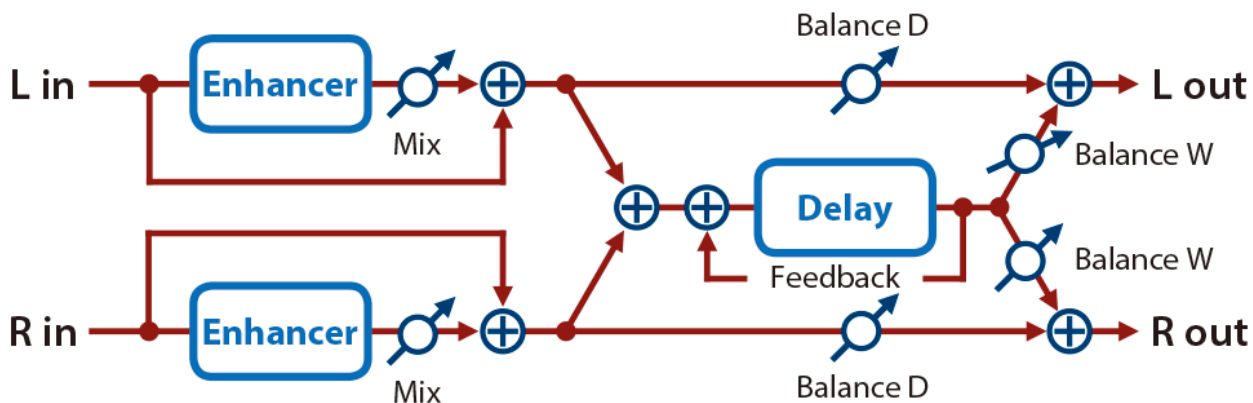 Balance D
L in
Enhancer
L out
Mix
Balance W
Delay
Balance W
Feedback
R in
Enhancer
R out
Mix
Balance D